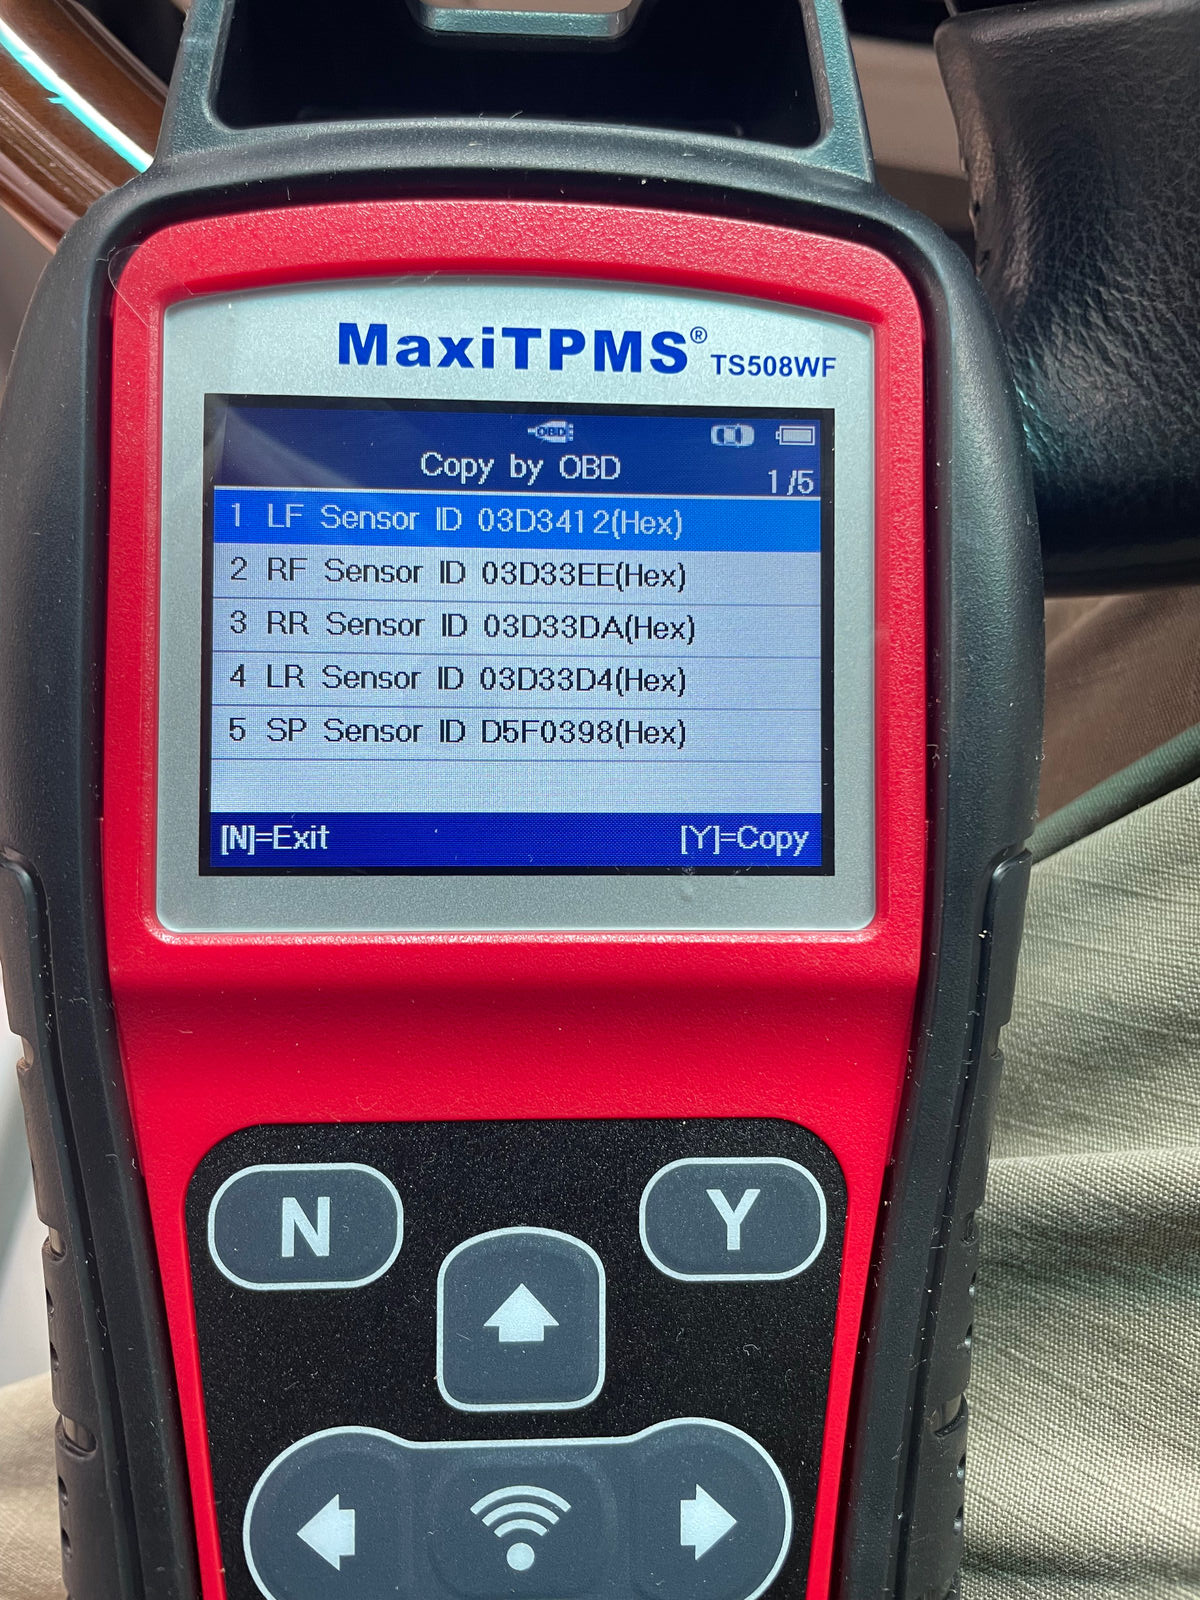 MaxiTPMS® TS508WF
OBD
Copy by OBD
1/5
1 LF Sensor ID 03D3412(Hex)
2 RF Sensor ID 03D33EE(Hex)
3 RR Sensor ID 03D33DA(Hex)
4 LR Sensor ID 03D33D4(Hex)
5 SP Sensor ID D5F0398(Hex)
[N]=Exit [Y]=Copy
N Y